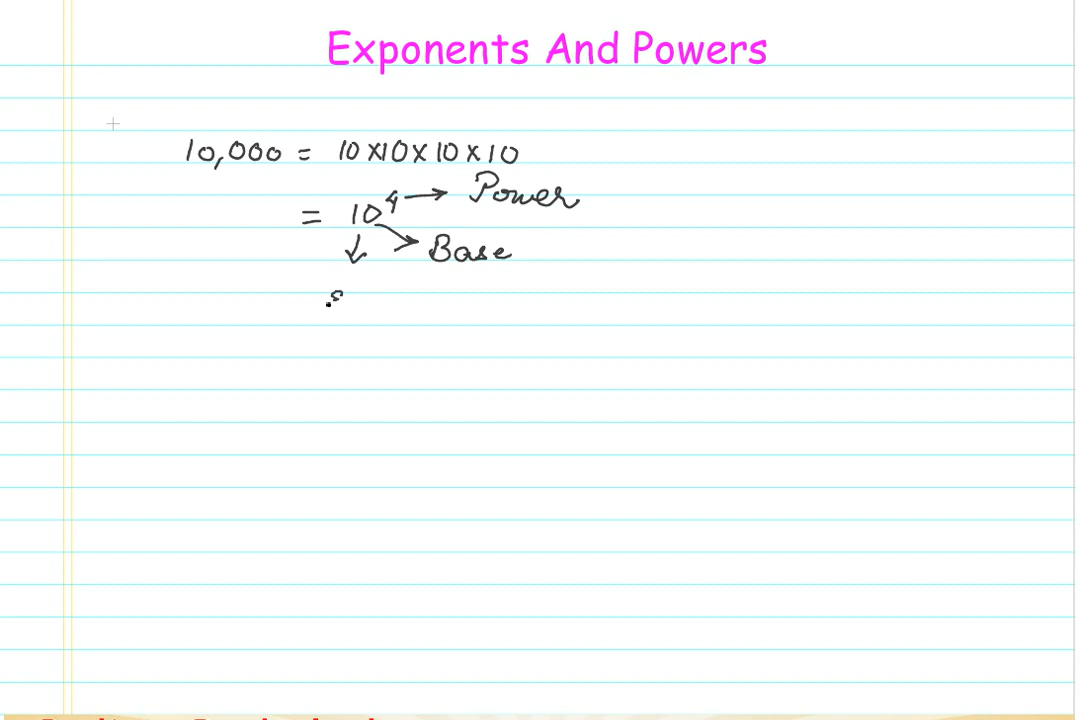 Exponents And Powers
10,000 = 10×10×10×10
= 10⁴ → Power
↓ → Base